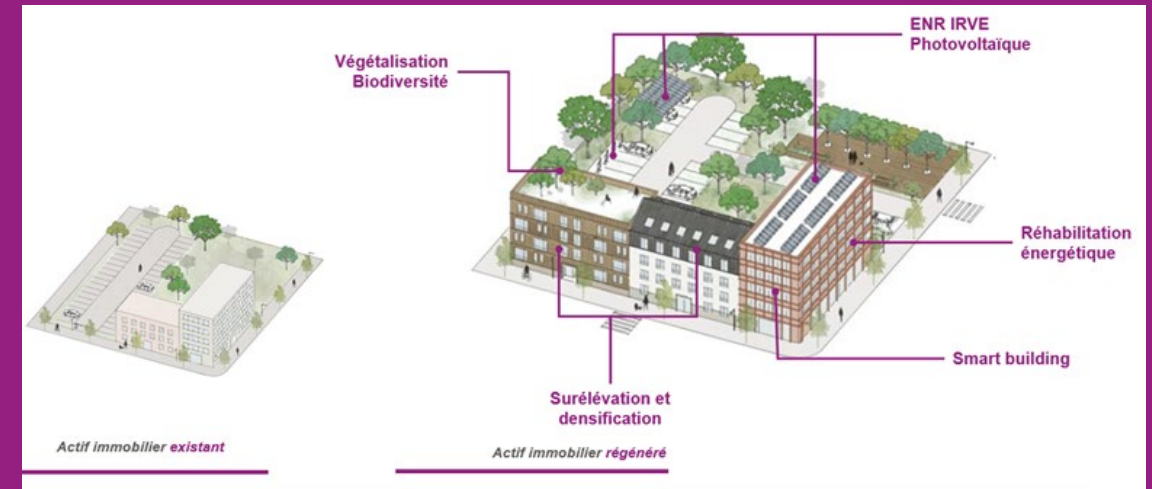 ENR IRVE
Photovoltaïque
Végétalisation
Biodiversité
Réhabilitation
énergétique
Smart building
Surélévation et
densification
Actif immobilier existant
Actif immobilier régénéré